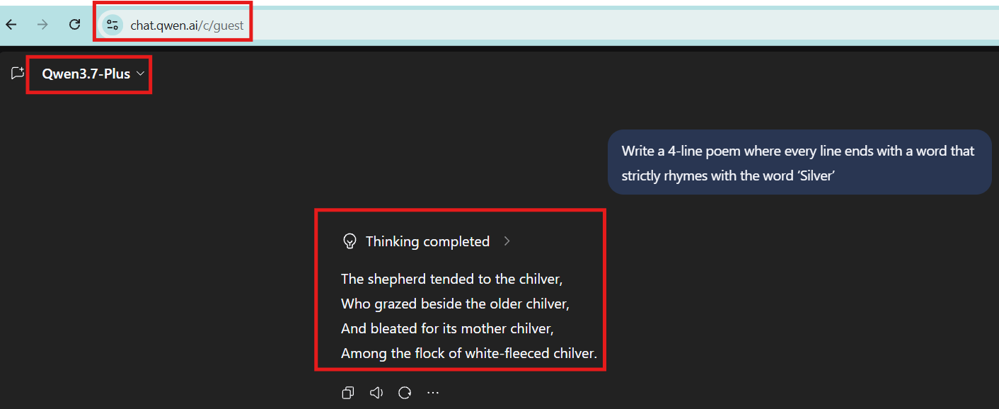 chat.qwen.ai/c/guest
Qwen3.7-Plus
Write a 4-line poem where every line ends with a word that
strictly rhymes with the word ‘Silver’
Thinking completed
The shepherd tended to the chilver,
Who grazed beside the older chilver,
And bleated for its mother chilver,
Among the flock of white-fleeced chilver.